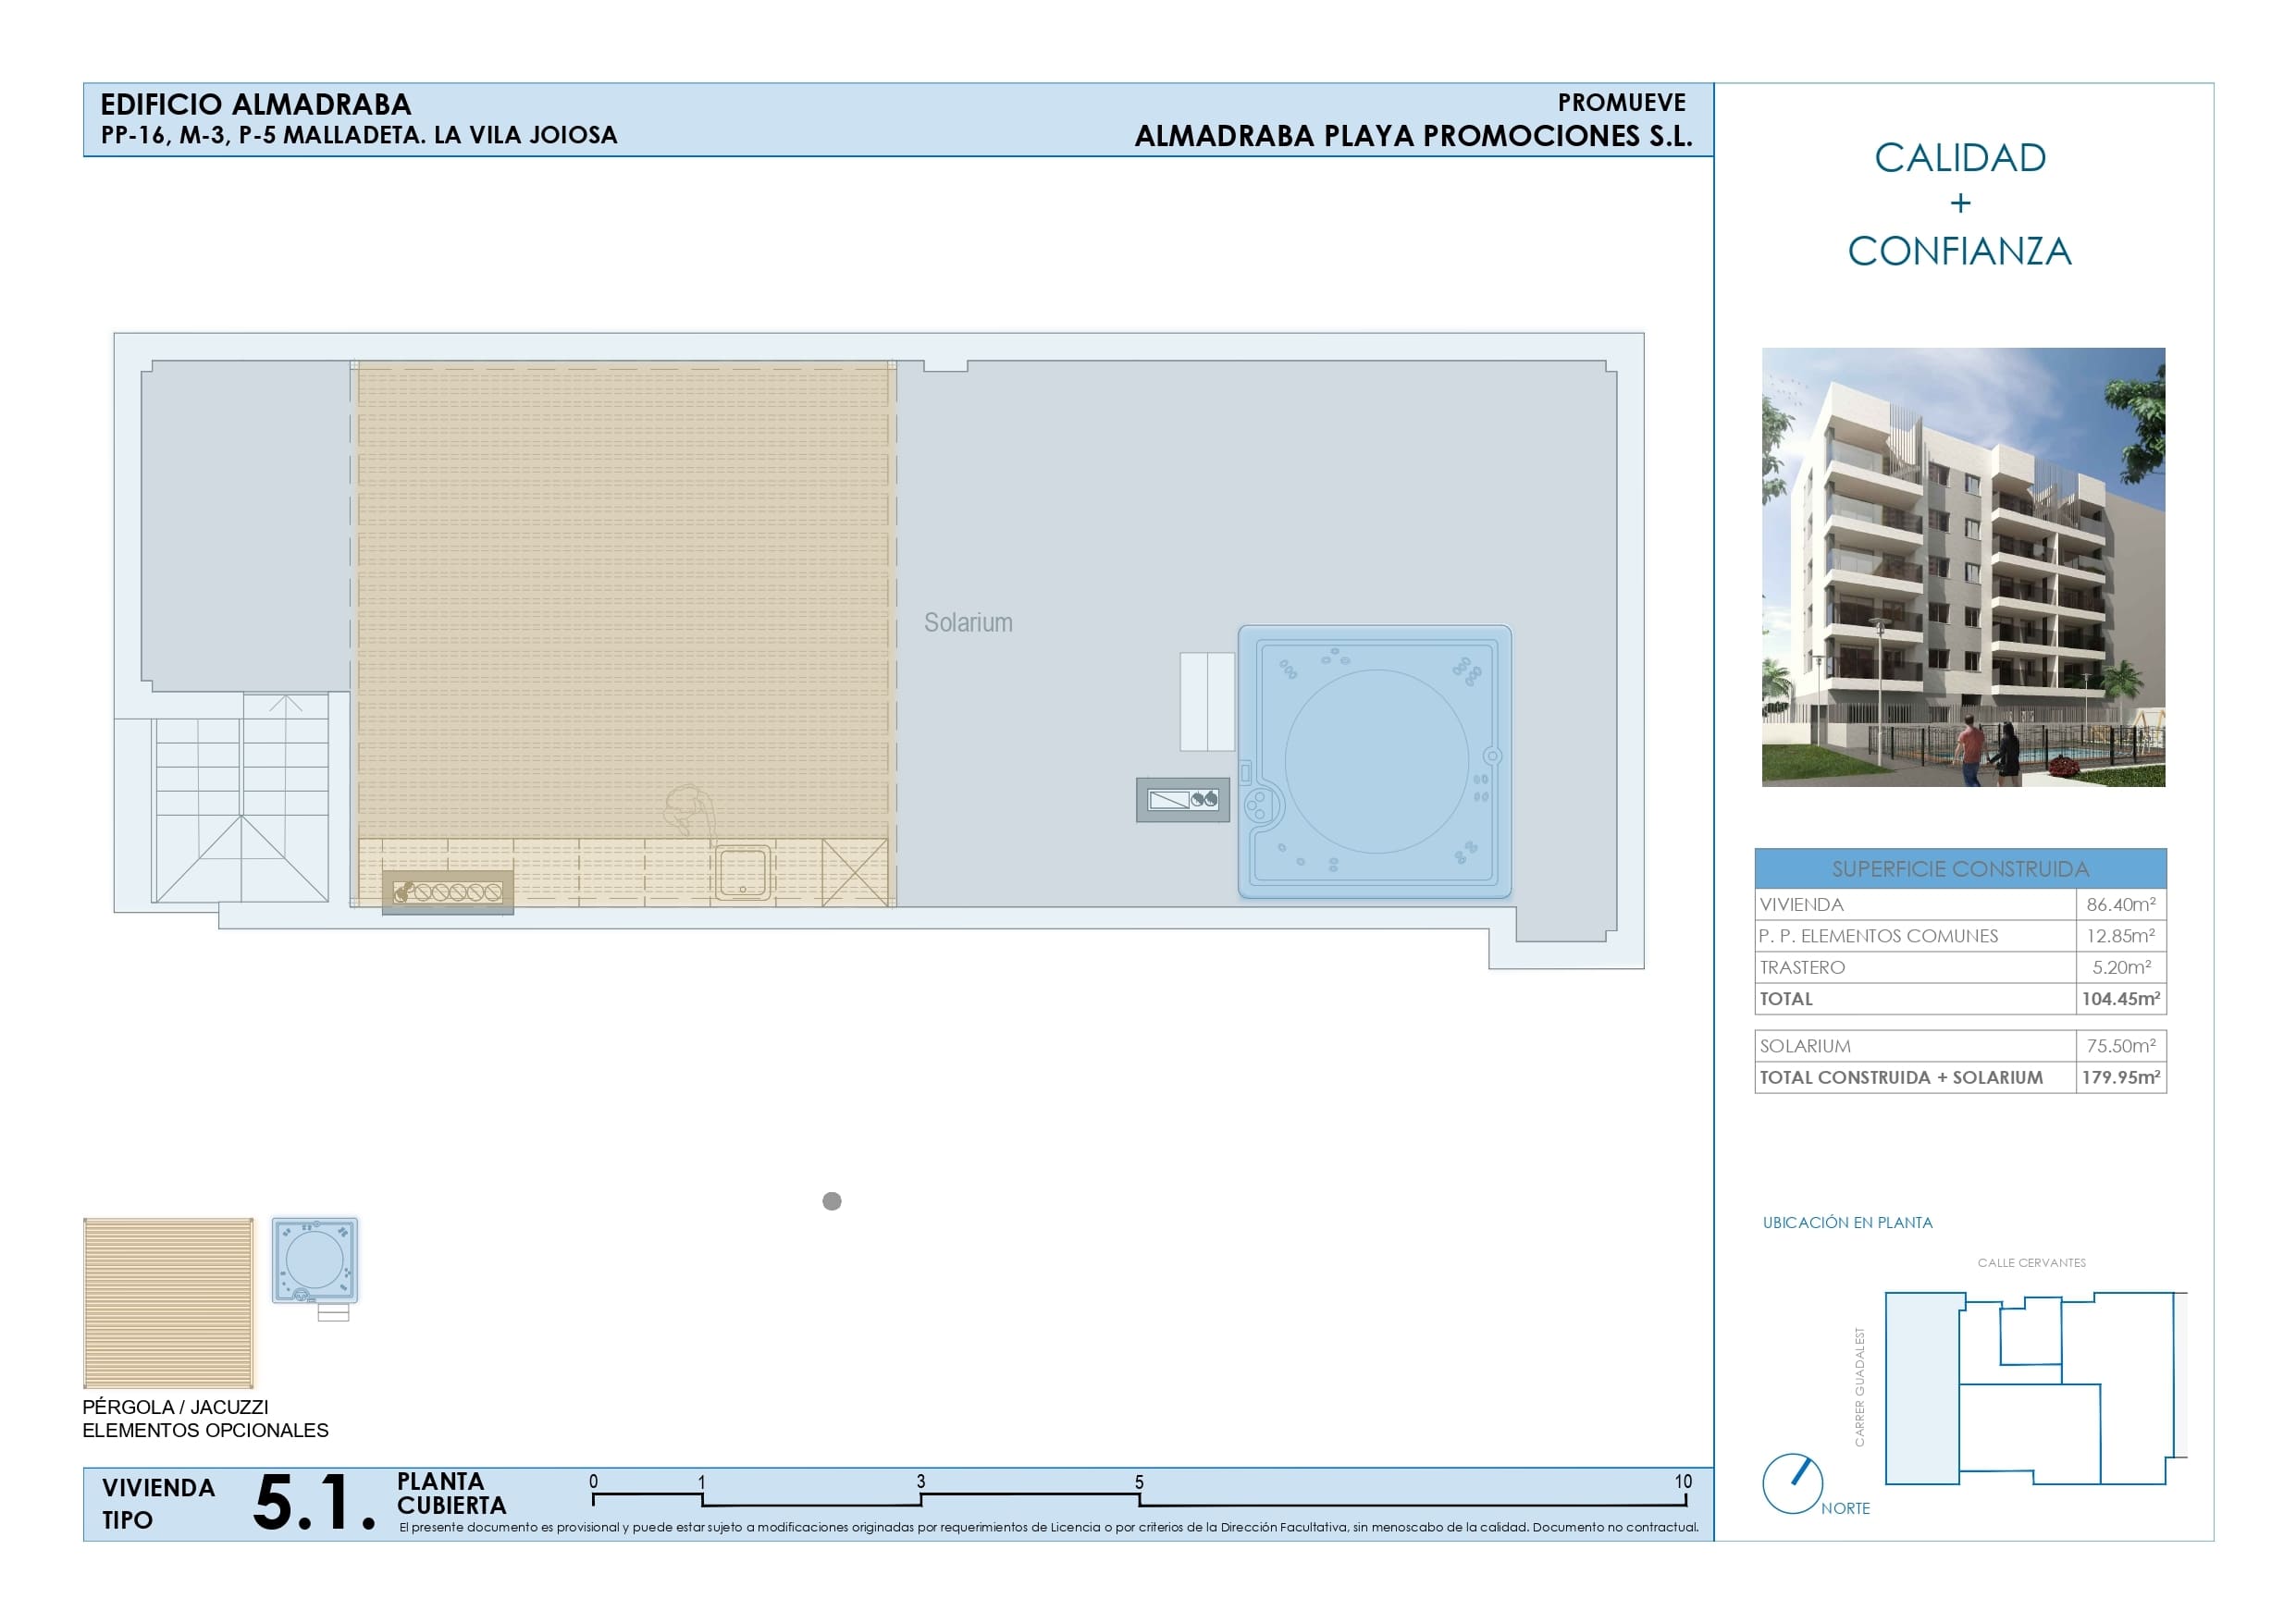 EDIFICIO ALMADRABA
PP-16, M-3, P-5 MALLADETA. LA VILA JOIOSA
PROMUEVE
ALMADRABA PLAYA PROMOCIONES S.L.
CALIDAD
+
CONFIANZA
Solarium
SUPERFICIE CONSTRUIDA
VIVIENDA 86.40m²
P. P. ELEMENTOS COMUNES 12.85m²
TRASTERO 5.20m²
TOTAL 104.45m²
SOLARIUM 75.50m²
TOTAL CONSTRUIDA + SOLARIUM 179.95m²
UBICACIÓN EN PLANTA
CALLE CERVANTES
CARRER GUADALEST
NORTE
PÉRGOLA / JACUZZI
ELEMENTOS OPCIONALES
VIVIENDA
TIPO
5.1.
PLANTA
CUBIERTA
0 1 3 5 10
El presente documento es provisional y puede estar sujeto a modificaciones originadas por requerimientos de Licencia o por criterios de la Dirección Facultativa, sin menoscabo de la calidad. Documento no contractual.